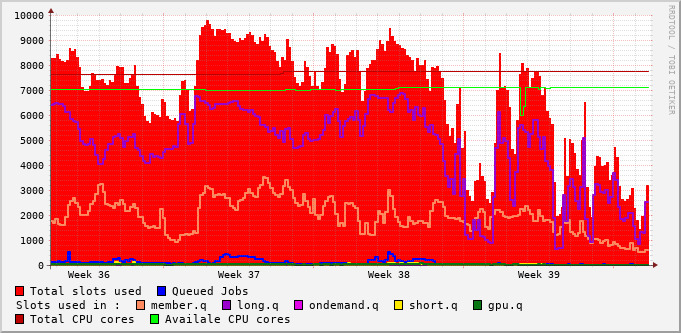 10000
9000
8000
7000
6000
5000
4000
3000
2000
1000
0
Week 36 Week 37 Week 38 Week 39
RRDTOOL / TOBI OETIKER
Total slots used Queued Jobs
Slots used in : member.q long.q ondemand.q short.q gpu.q
Total CPU cores Availale CPU cores